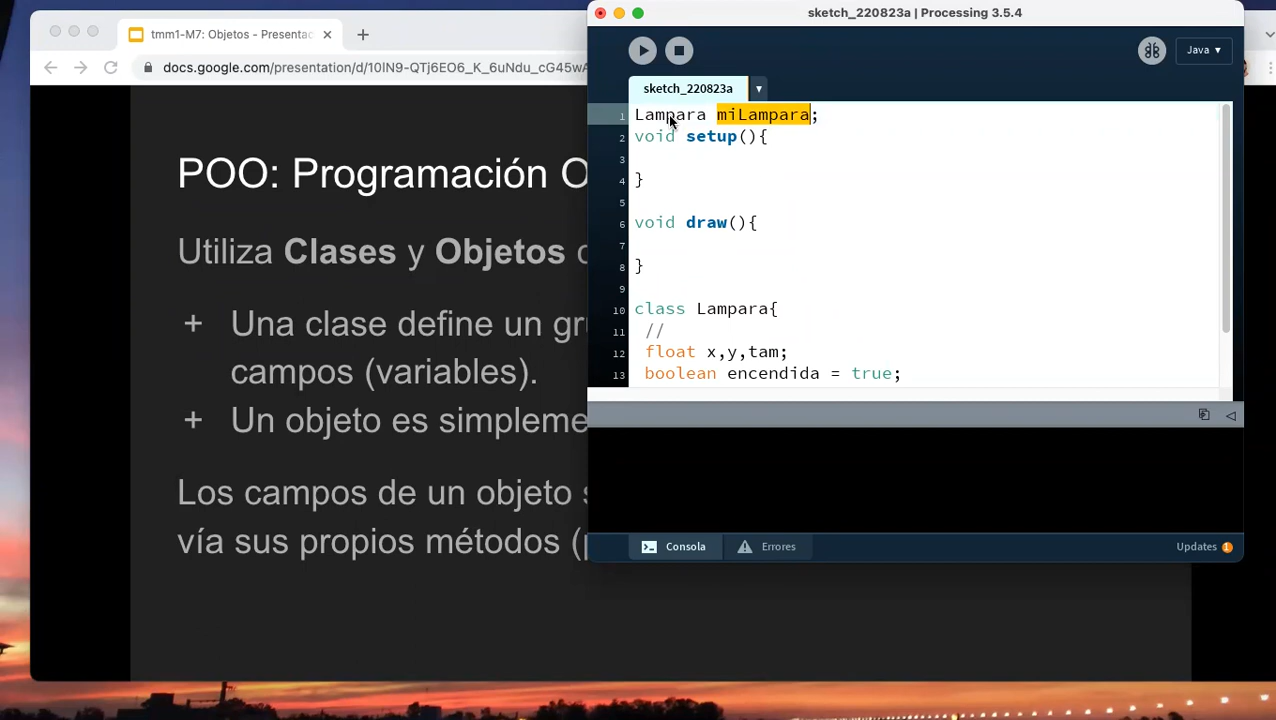 sketch_220823a | Processing 3.5.4
tmm1-M7: Objetos - Presentac
docs.google.com/presentation/d/10lN9-QTj6EO6_K_6uNdu_cG45wA
Java ▾
sketch_220823a ▾
1 Lampara miLampara;
2 void setup(){
3
4 }
5
6 void draw(){
7
8 }
9
10 class Lampara{
11 //
12 float x,y,tam;
13 boolean encendida = true;
POO: Programación O
Utiliza Clases y Objetos
+ Una clase define un
campos (variables).
+ Un objeto es simpleme
Los campos de un objeto
vía sus propios métodos
Consola
Errores
Updates 1